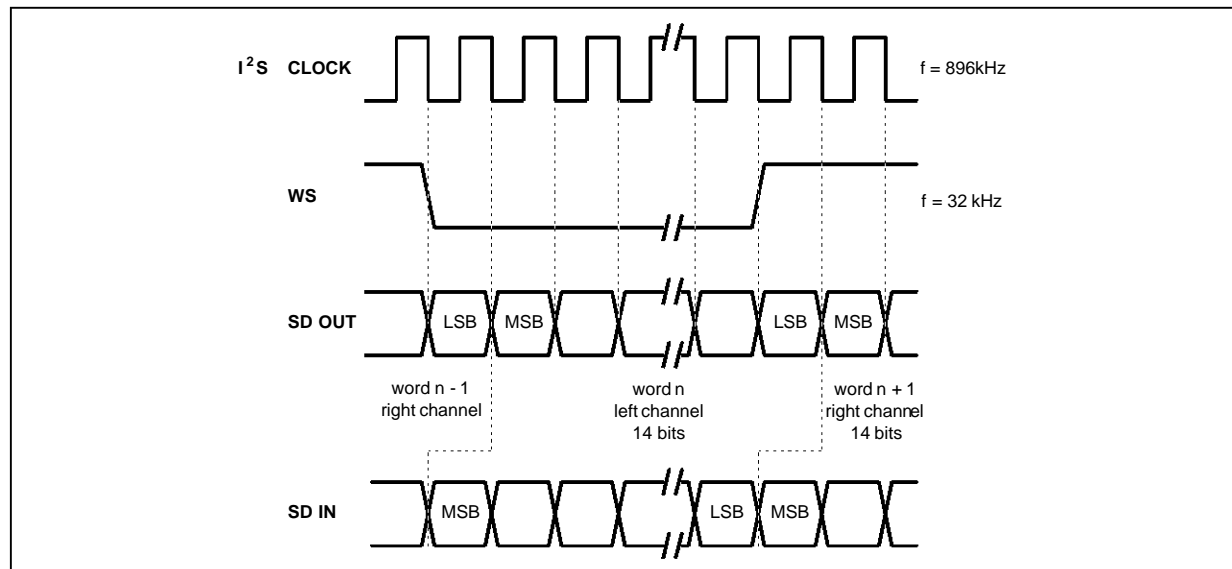 I²S CLOCK
f = 896kHz
WS
f = 32 kHz
SD OUT
LSB
MSB
LSB
MSB
word n - 1
right channel
word n
left channel
14 bits
word n + 1
right channel
14 bits
SD IN
MSB
LSB
MSB